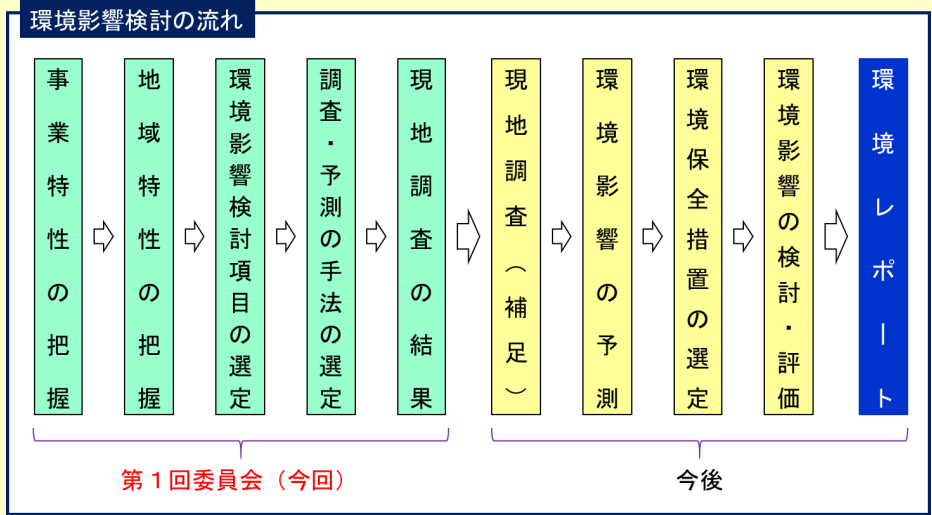 環境影響検討の流れ
事業特性の把握
地域特性の把握
環境影響検討項目の選定
調査・予測の手法の選定
現地調査の結果
現地調査（補足）
環境影響の予測
環境保全措置の選定
環境影響の検討・評価
環境レポート
第１回委員会（今回）
今後